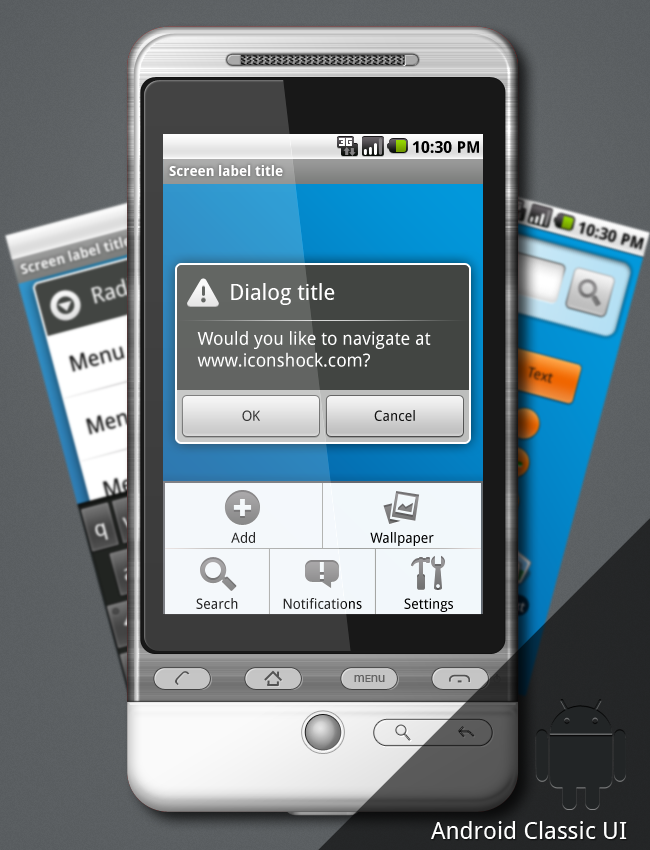 3G
10:30 PM
Screen label title
Dialog title
Would you like to navigate at
www.iconshock.com?
OK
Cancel
Add
Wallpaper
Search
Notifications
Settings
MENU
Screen label title
Rad
Menu
Men
Me
q
10:30 PM
Text
Android Classic UI